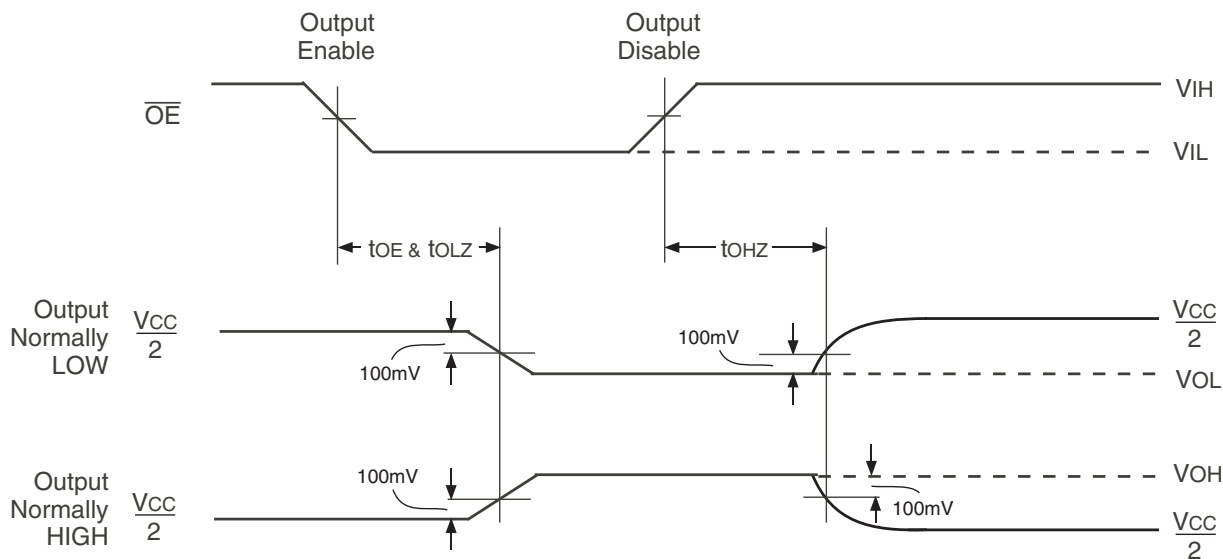 Output
Enable
Output
Disable
OE
VIH
VIL
tOE & tOLZ
tOHZ
Output
Normally
LOW
VCC
2
100mV
100mV
VCC
2
VOL
Output
Normally
HIGH
VCC
2
100mV
VOH
100mV
VCC
2